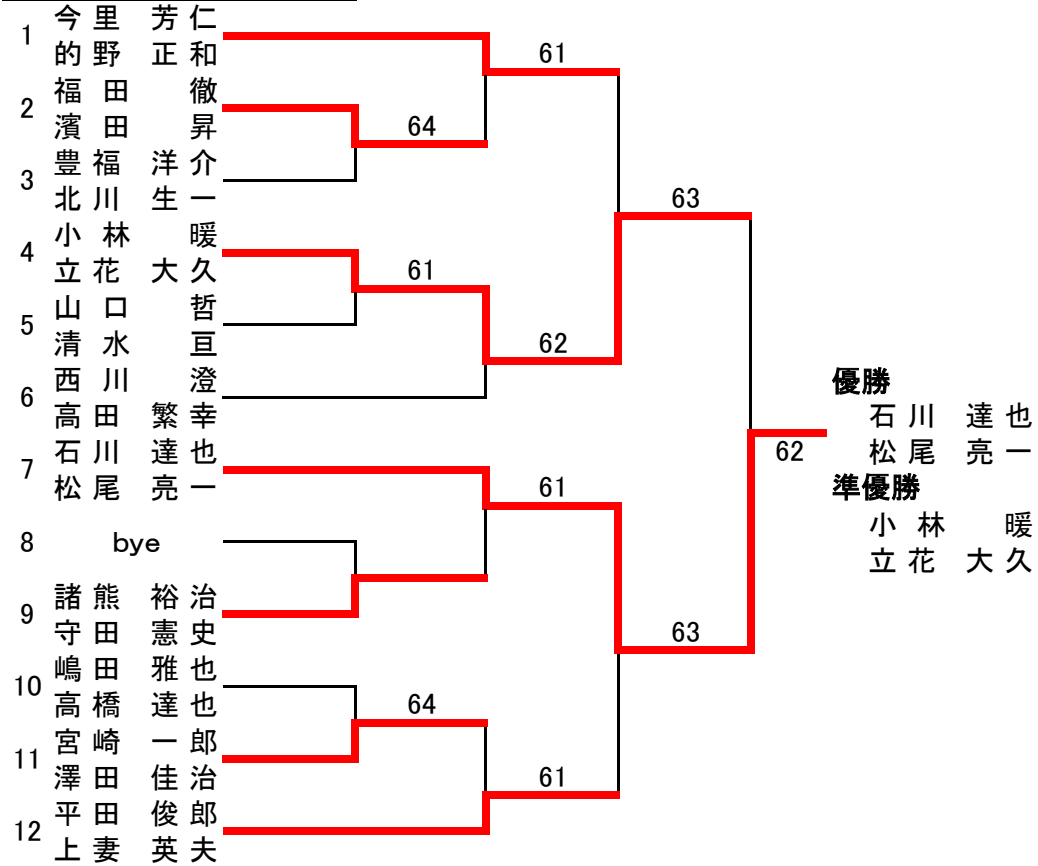 1 今里 芳仁
的野 正和
2 福田 徹
濱田 昇
3 豊福 洋介
北川 生一
4 小林 暖
立花 大久
5 山口 哲
清水 亘
6 西川 澄
高田 繁幸
7 石川 達也
松尾 亮一
8 bye
9 諸熊 裕治
守田 憲史
10 嶋田 雅也
高橋 達也
11 宮崎 一郎
澤田 佳治
12 平田 俊郎
上妻 英夫
64
61
64
61
62
61
61
63
63
62
優勝
石川 達也
松尾 亮一
準優勝
小林 暖
立花 大久